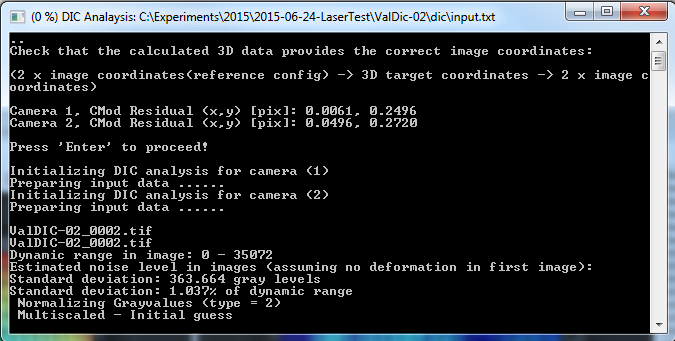 (0 %) DIC Analaysis: C:\Experiments\2015\2015-06-24-LaserTest\ValDic-02\dic\input.txt
..
Check that the calculated 3D data provides the correct image coordinates:
(2 x image coordinates(reference config) -> 3D target coordinates -> 2 x image c
oordinates)
Camera 1, CMod Residual (x,y) [pix]: 0.0061, 0.2496
Camera 2, CMod Residual (x,y) [pix]: 0.0496, 0.2720
Press 'Enter' to proceed!
Initializing DIC analysis for camera (1)
Preparing input data ......
Initializing DIC analysis for camera (2)
Preparing input data ......
ValDIC-02_0002.tif
ValDIC-02_0002.tif
Dynamic range in image: 0 - 35072
Estimated noise level in images (assuming no deformation in first image):
Standard deviation: 363.664 gray levels
Standard deviation: 1.037% of dynamic range
Normalizing Grayvalues (type = 2)
Multiscaled - Initial guess